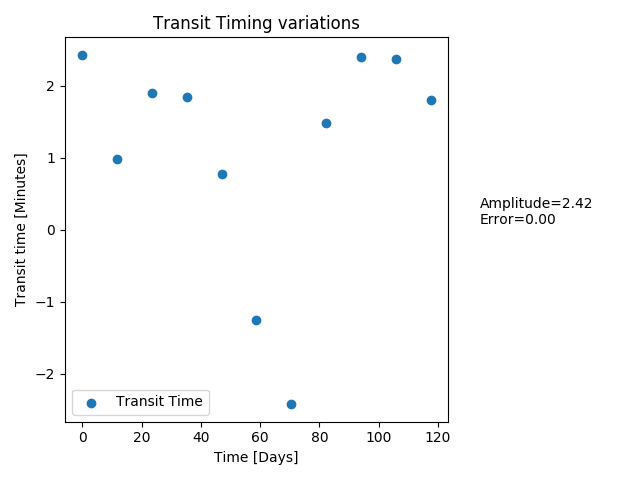 Transit Timing variations
Transit time [Minutes]
2
1
0
−1
−2
Transit Time
0 20 40 60 80 100 120
Time [Days]
Amplitude=2.42
Error=0.00